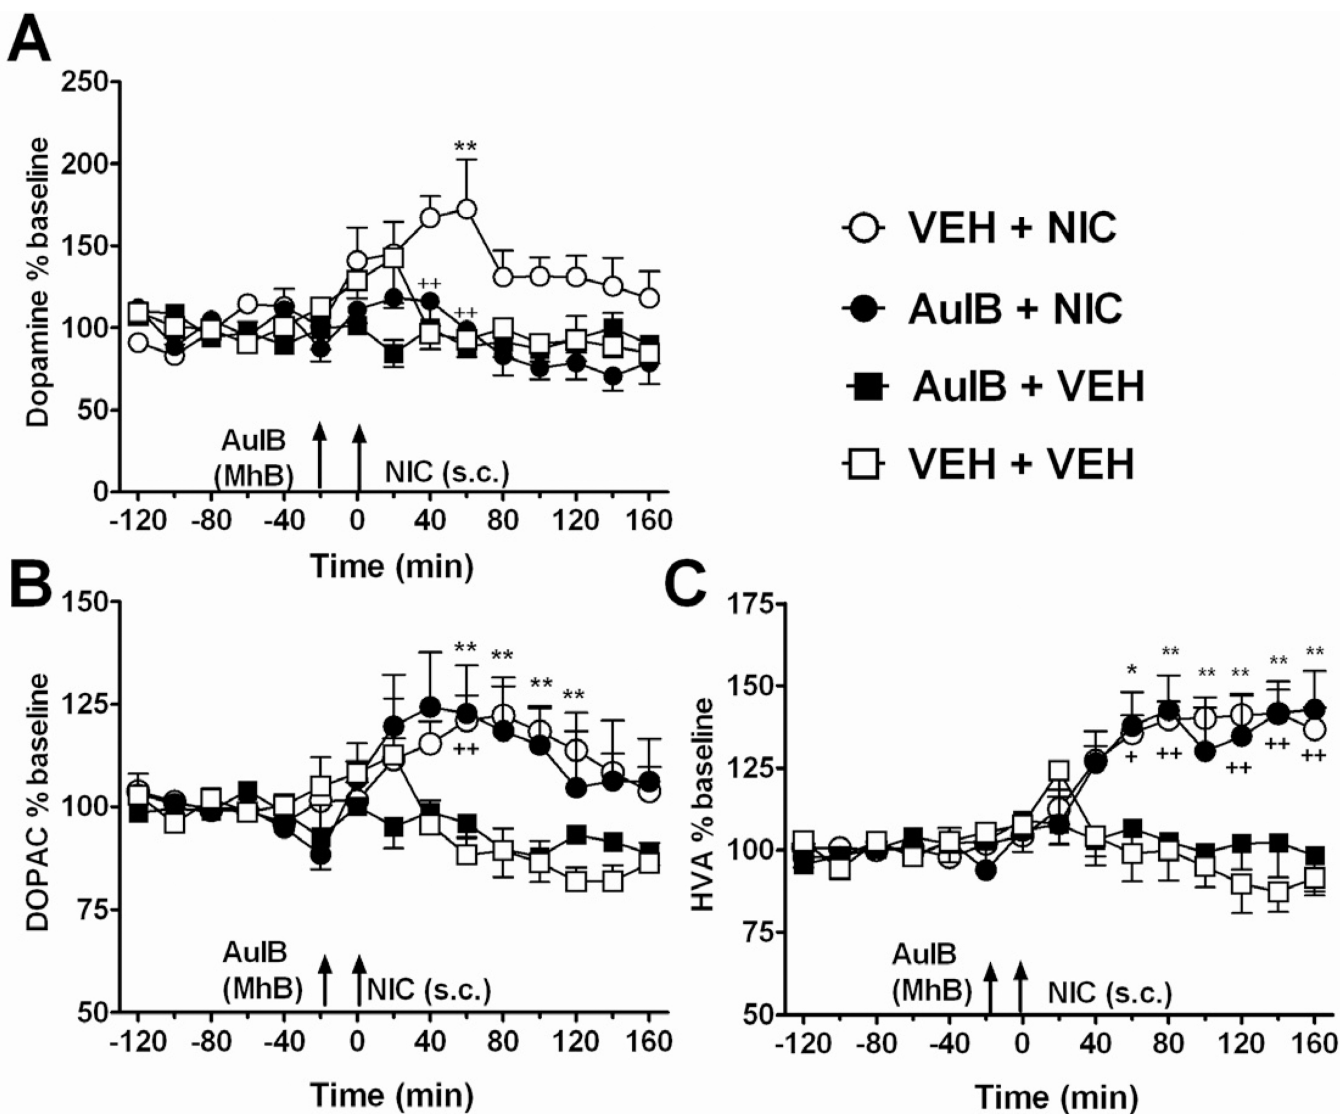 A
250
200
150
100
50
0
Dopamine % baseline
**
++
++
AuIB
(MhB)
NIC (s.c.)
-120 -80 -40 0 40 80 120 160
Time (min)
VEH + NIC
AuIB + NIC
AuIB + VEH
VEH + VEH
B
150
125
100
75
50
DOPAC % baseline
** ** ** **
++
AuIB
(MhB)
NIC (s.c.)
-120 -80 -40 0 40 80 120 160
Time (min)
C
175
150
125
100
75
50
HVA % baseline
* ** ** ** ** **
+ ++ ++ ++ ++
AuIB
(MhB)
NIC (s.c.)
-120 -80 -40 0 40 80 120 160
Time (min)